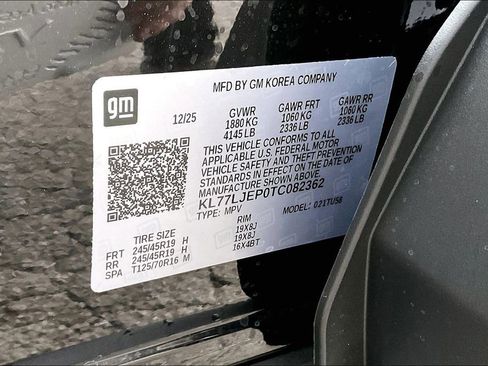 gm
MFD BY GM KOREA COMPANY
12/25 GVWR GAWR FRT GAWR RR
1880 KG 1060 KG 1060 KG
4145 LB 2336 LB 2336 LB
THIS VEHICLE CONFORMS TO ALL
APPLICABLE U.S. FEDERAL MOTOR
VEHICLE SAFETY AND THEFT PREVENTION
STANDARDS IN EFFECT ON THE DATE OF
MANUFACTURE SHOWN ABOVE.
KL77LJEP0TC082362
TYPE: MPV MODEL: 021TU58
TIRE SIZE RIM
FRT 245/45R19 H 19X8J
RR 245/45R19 H 19X8J
SPA T125/70R16 M 16X4BT